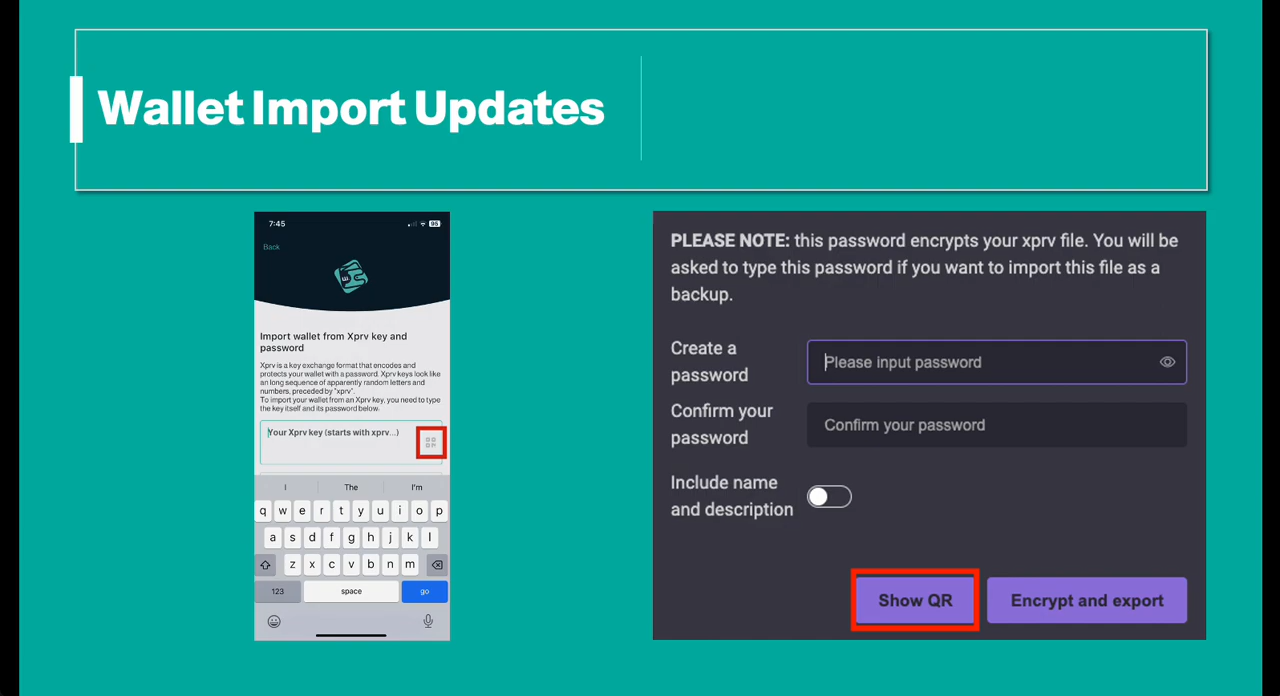 Wallet Import Updates
7:45
95
Back
Import wallet from Xprv key and
password
Xprv is a key exchange format that encodes and
protects your wallet with a password. Xprv keys look like
an long sequence of apparently random letters and
numbers, preceded by "xprv".
To import your wallet from an Xprv key, you need to type
the key itself and its password below.
Your Xprv key (starts with xprv...)
I The I'm
q w e r t y u i o p
a s d f g h j k l
z x c v b n m
123 space go
PLEASE NOTE: this password encrypts your xprv file. You will be
asked to type this password if you want to import this file as a
backup.
Create a
password
Please input password
Confirm your
password
Confirm your password
Include name
and description
Show QR Encrypt and export